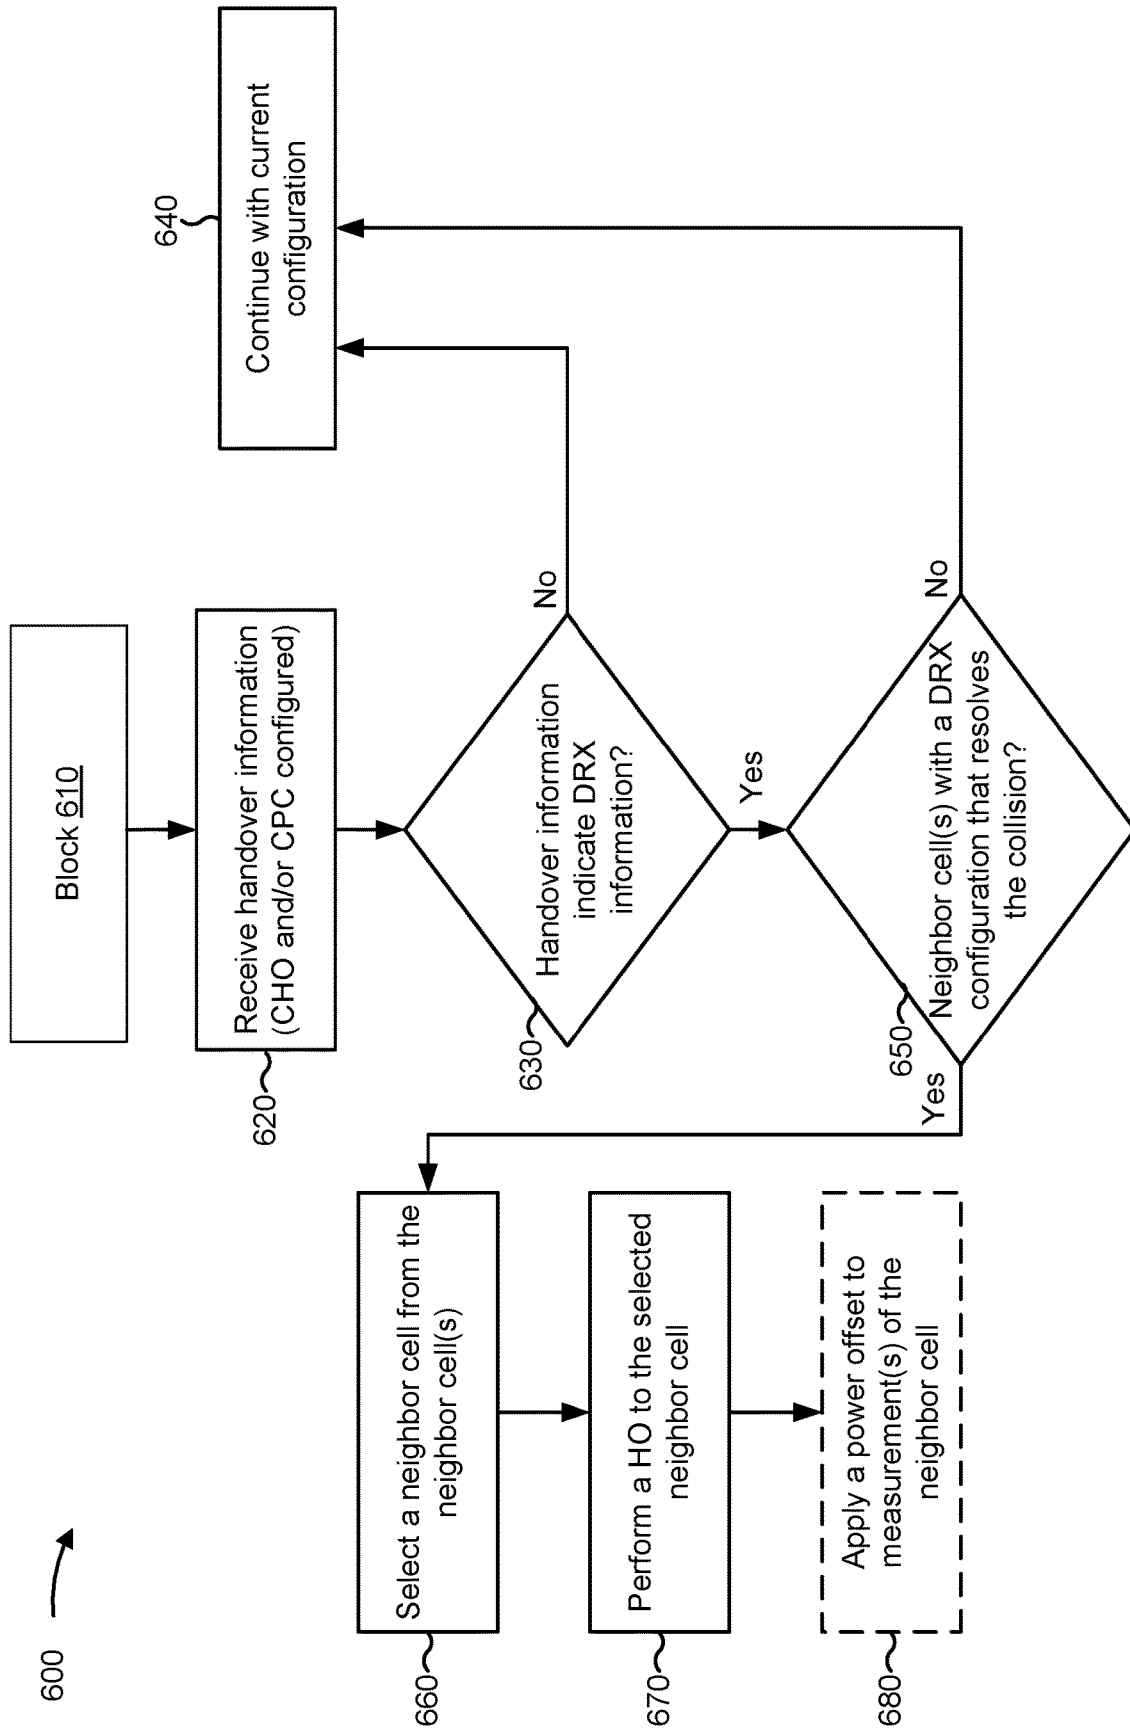 600
Block 610
620
Receive handover information
(CHO and/or CPC configured)
630
Handover information
indicate DRX
information?
No
Yes
640
Continue with current
configuration
650
Neighbor cell(s) with a DRX
configuration that resolves
the collision?
No
Yes
660
Select a neighbor cell from the
neighbor cell(s)
670
Perform a HO to the selected
neighbor cell
680
Apply a power offset to
measurement(s) of the
neighbor cell